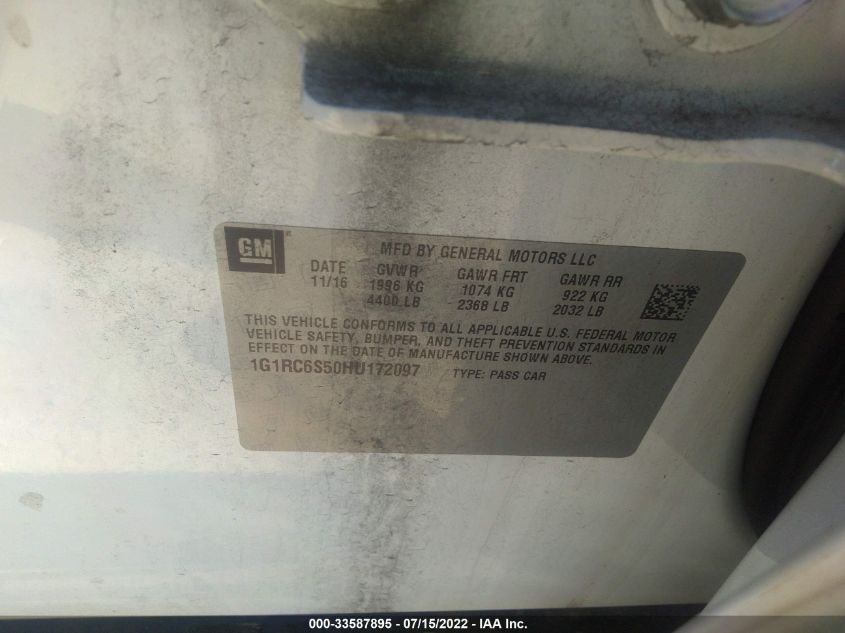 GM
MFD BY GENERAL MOTORS LLC
DATE GVWR GAWR FRT GAWR RR
11/16 1996 KG 1074 KG 922 KG
4400 LB 2368 LB 2032 LB
THIS VEHICLE CONFORMS TO ALL APPLICABLE U.S. FEDERAL MOTOR
VEHICLE SAFETY, BUMPER, AND THEFT PREVENTION STANDARDS IN
EFFECT ON THE DATE OF MANUFACTURE SHOWN ABOVE.
1G1RC6S50HU172097 TYPE: PASS CAR
000-33587895 - 07/15/2022 - IAA Inc.